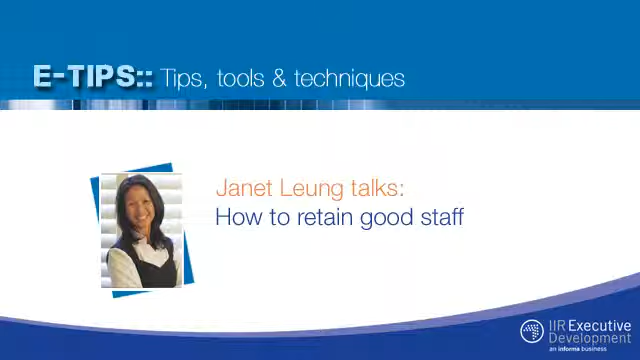 E-TIPS:: Tips, tools & techniques
Janet Leung talks:
How to retain good staff
IIR Executive
Development
an informa business